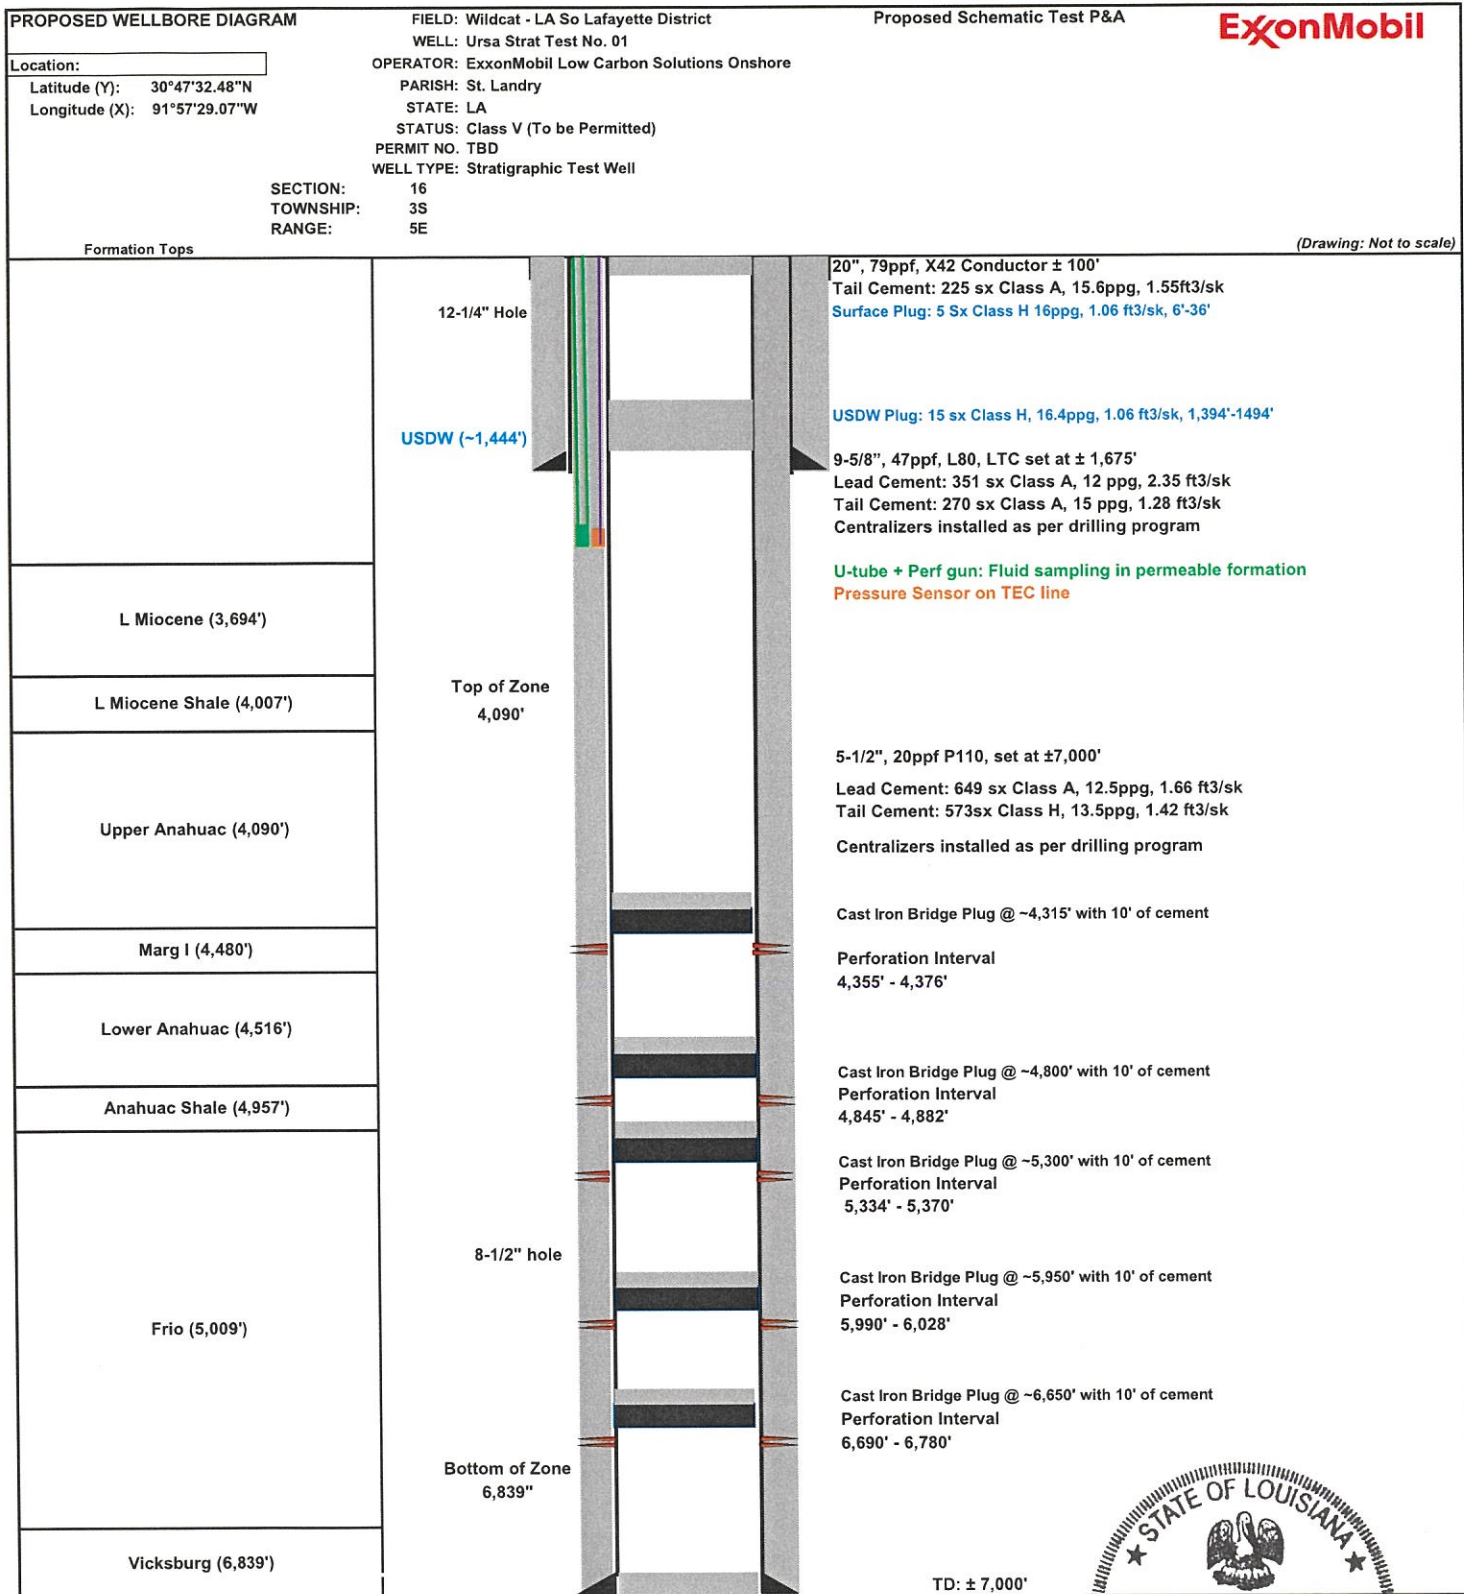 PROPOSED WELLBORE DIAGRAM
FIELD: Wildcat - LA So Lafayette District
Proposed Schematic Test P&A
ExxonMobil
WELL: Ursa Strat Test No. 01
Location:
OPERATOR: ExxonMobil Low Carbon Solutions Onshore
Latitude (Y): 30°47'32.48"N
PARISH: St. Landry
Longitude (X): 91°57'29.07"W
STATE: LA
STATUS: Class V (To be Permitted)
PERMIT NO. TBD
WELL TYPE: Stratigraphic Test Well
SECTION: 16
TOWNSHIP: 3S
RANGE: 5E
Formation Tops
(Drawing: Not to scale)
20", 79ppf, X42 Conductor ± 100'
Tail Cement: 225 sx Class A, 15.6ppg, 1.55ft3/sk
12-1/4" Hole
Surface Plug: 5 Sx Class H 16ppg, 1.06 ft3/sk, 6'-36'
USDW Plug: 15 sx Class H, 16.4ppg, 1.06 ft3/sk, 1,394'-1494'
USDW (~1,444')
9-5/8", 47ppf, L80, LTC set at ± 1,675'
Lead Cement: 351 sx Class A, 12 ppg, 2.35 ft3/sk
Tail Cement: 270 sx Class A, 15 ppg, 1.28 ft3/sk
Centralizers installed as per drilling program
U-tube + Perf gun: Fluid sampling in permeable formation
Pressure Sensor on TEC line
L Miocene (3,694')
L Miocene Shale (4,007')
Top of Zone
4,090'
5-1/2", 20ppf P110, set at ±7,000'
Lead Cement: 649 sx Class A, 12.5ppg, 1.66 ft3/sk
Tail Cement: 573sx Class H, 13.5ppg, 1.42 ft3/sk
Upper Anahuac (4,090')
Centralizers installed as per drilling program
Cast Iron Bridge Plug @ ~4,315' with 10' of cement
Marg I (4,480')
Perforation Interval
4,355' - 4,376'
Lower Anahuac (4,516')
Cast Iron Bridge Plug @ ~4,800' with 10' of cement
Perforation Interval
4,845' - 4,882'
Anahuac Shale (4,957')
Cast Iron Bridge Plug @ ~5,300' with 10' of cement
Perforation Interval
5,334' - 5,370'
8-1/2" hole
Cast Iron Bridge Plug @ ~5,950' with 10' of cement
Perforation Interval
5,990' - 6,028'
Frio (5,009')
Cast Iron Bridge Plug @ ~6,650' with 10' of cement
Perforation Interval
6,690' - 6,780'
Bottom of Zone
6,839"
STATE OF LOUISIANA
Vicksburg (6,839')
TD: ± 7,000'